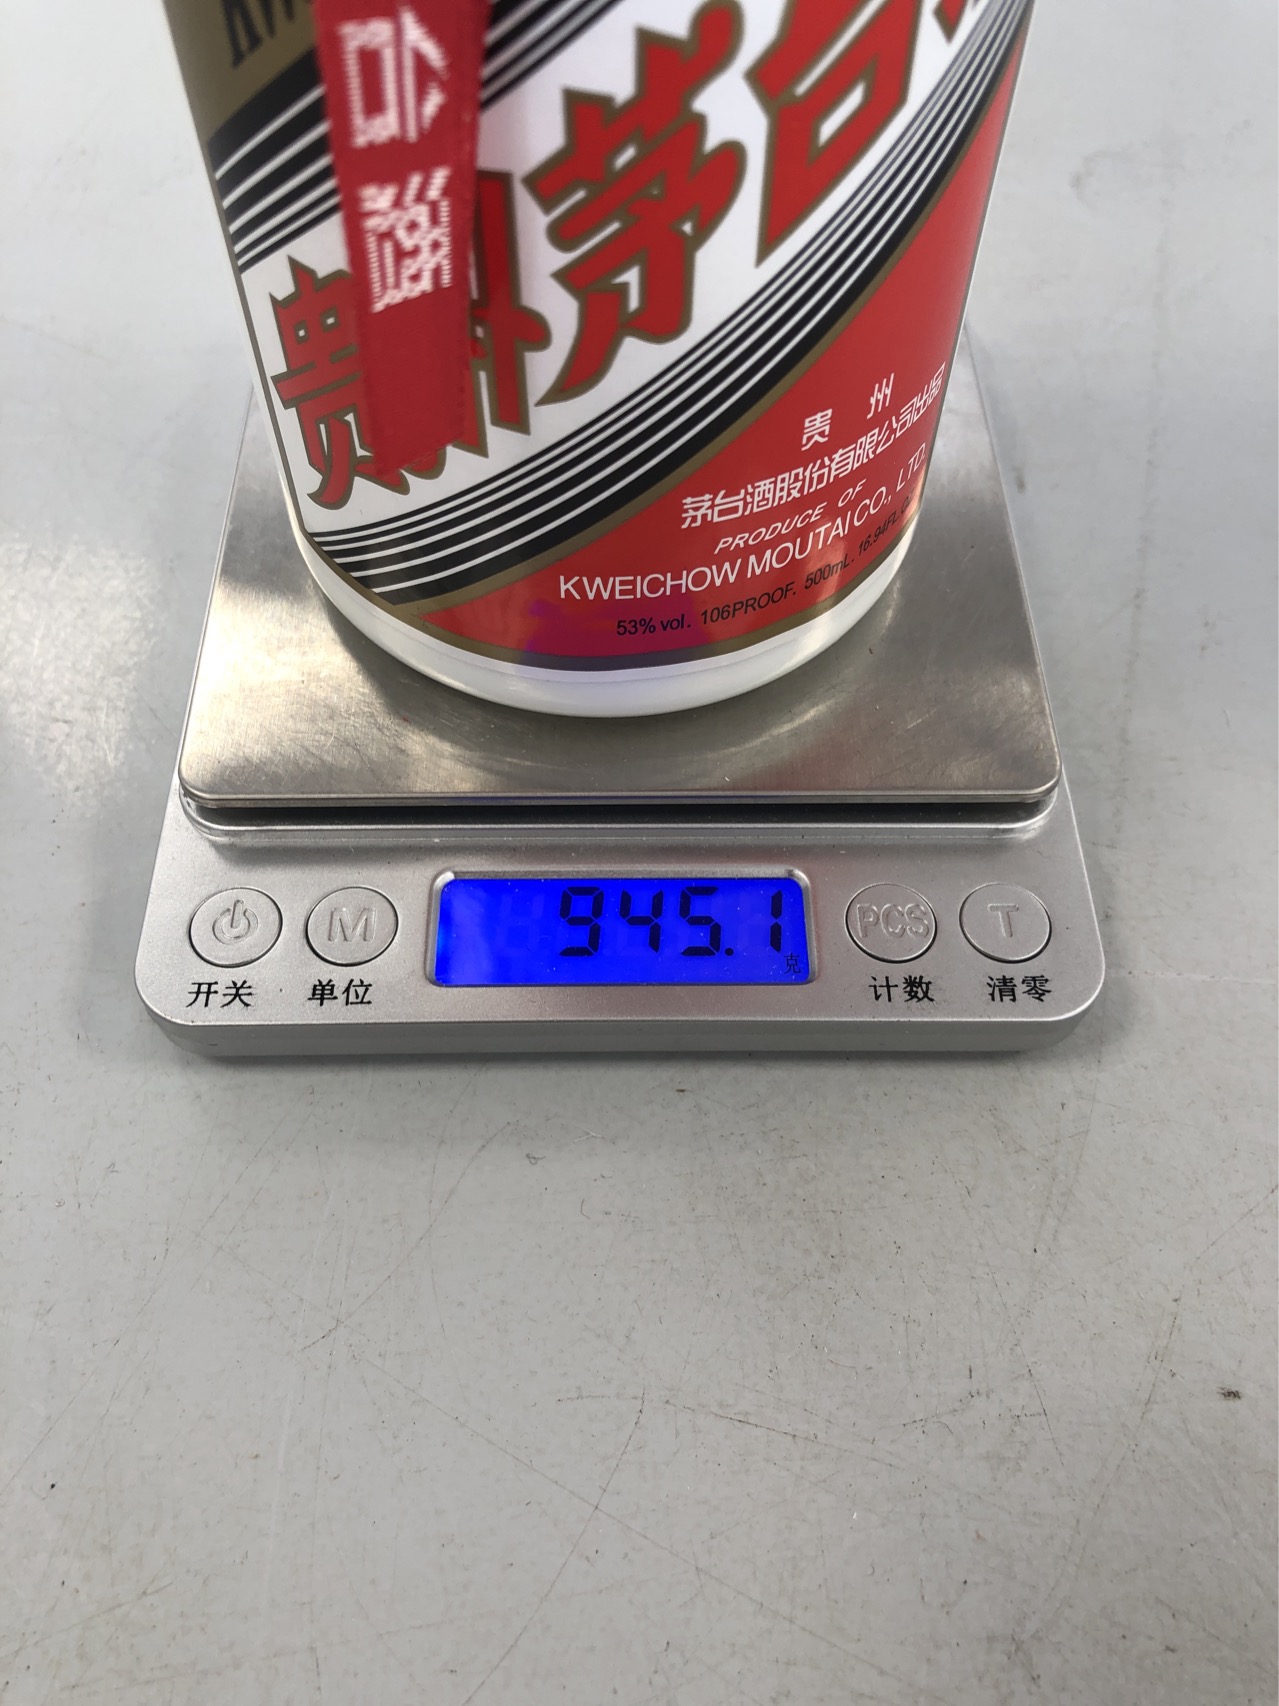 贵州茅台
贵州
茅台酒股份有限公司出品
PRODUCE OF
KWEICHOW MOUTAI CO., LTD.
53% vol. 106PROOF. 500mL. 16.94FL.
945.1
克
M
PCS
T
开关
单位
计数
清零